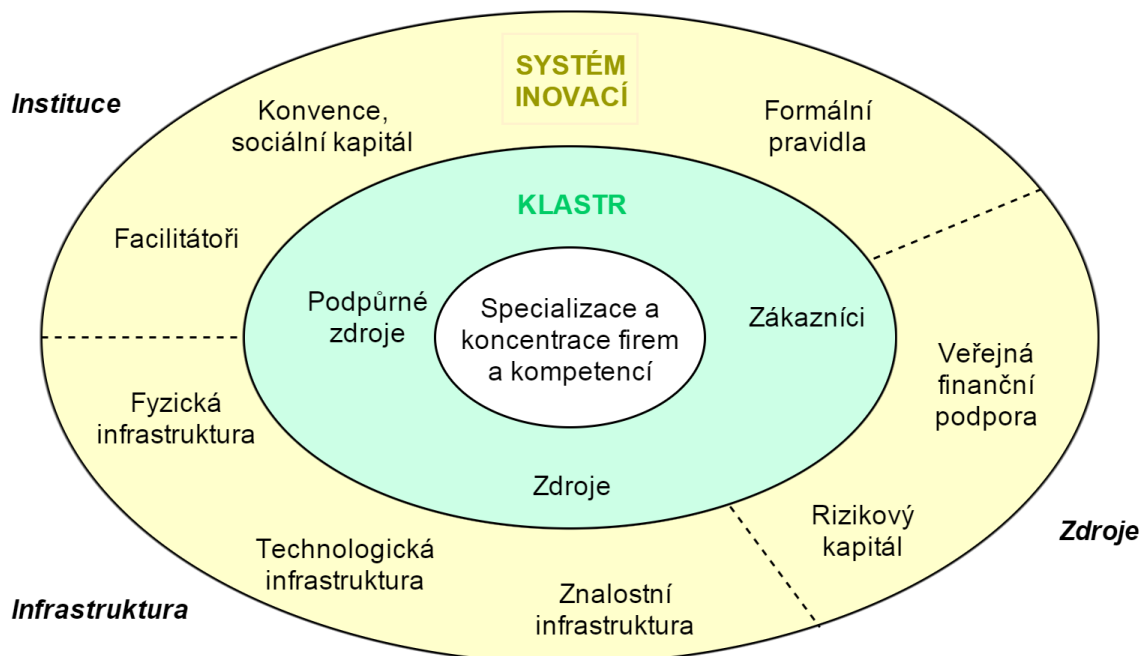 SYSTÉM
INOVACÍ
Instituce
Konvence,
sociální kapitál
Formální
pravidla
KLASTR
Facilitátoři
Podpůrné
zdroje
Specializace a
koncentrace firem
a kompetencí
Zákazníci
Veřejná
finanční
podpora
Fyzická
infrastruktura
Zdroje
Rizikový
kapitál
Zdroje
Technologická
infrastruktura
Znalostní
infrastruktura
Infrastruktura